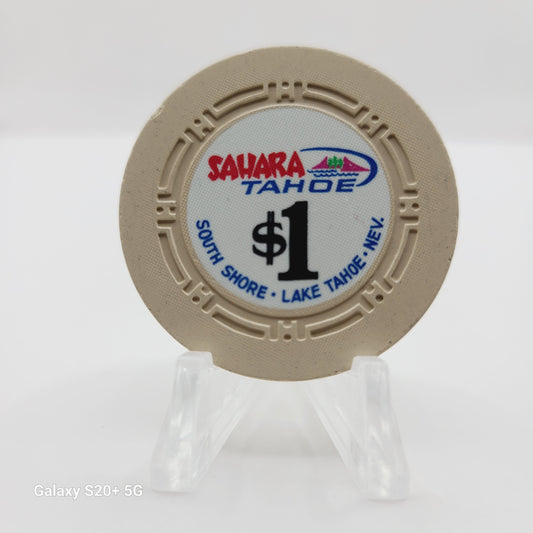 SAHARA
TAHOE
$1
SOUTH SHORE • LAKE TAHOE • NEV.
Galaxy S20+ 5G